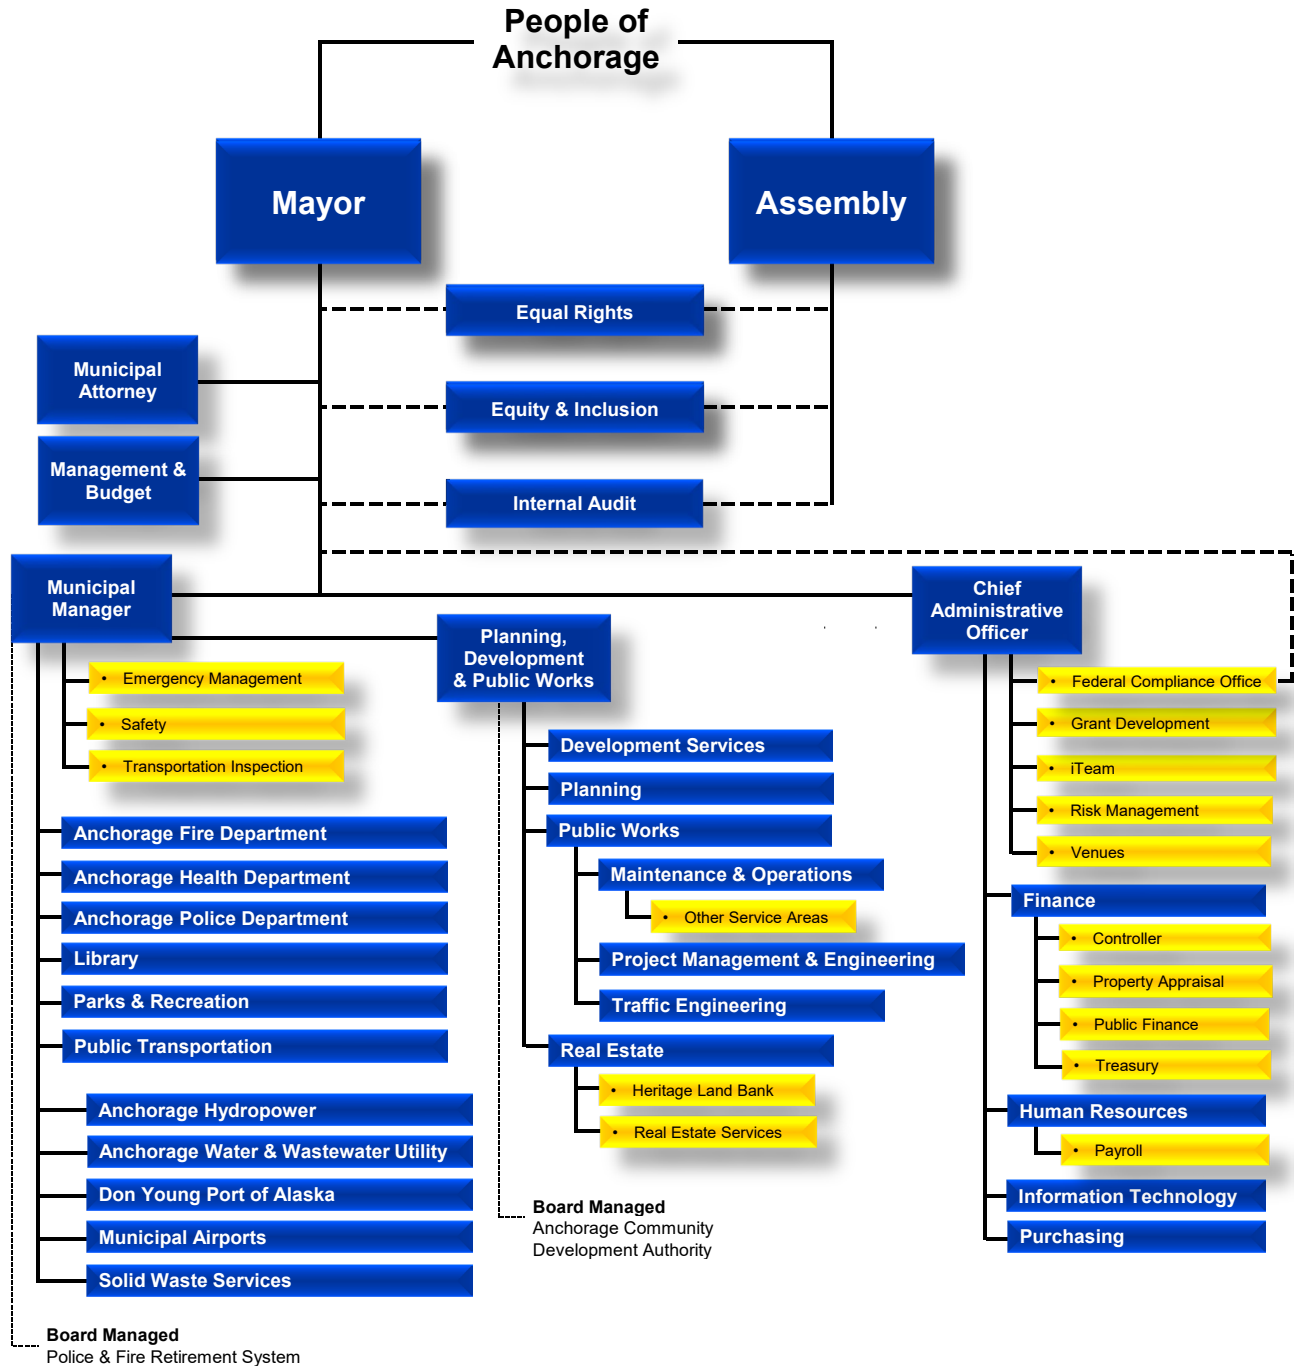 People of
Anchorage
Mayor
Assembly
Equal Rights
Municipal
Attorney
Equity & Inclusion
Management &
Budget
Internal Audit
Municipal
Manager
Chief
Administrative
Officer
Planning,
Development
& Public Works
• Emergency Management
• Safety
• Transportation Inspection
Anchorage Fire Department
Anchorage Health Department
Anchorage Police Department
Library
Parks & Recreation
Public Transportation
Anchorage Hydropower
Anchorage Water & Wastewater Utility
Don Young Port of Alaska
Municipal Airports
Solid Waste Services
Board Managed
Police & Fire Retirement System
Development Services
Planning
Public Works
Maintenance & Operations
• Other Service Areas
Project Management & Engineering
Traffic Engineering
Real Estate
• Heritage Land Bank
• Real Estate Services
Board Managed
Anchorage Community
Development Authority
• Federal Compliance Office
• Grant Development
• iTeam
• Risk Management
• Venues
Finance
• Controller
• Property Appraisal
• Public Finance
• Treasury
Human Resources
• Payroll
Information Technology
Purchasing